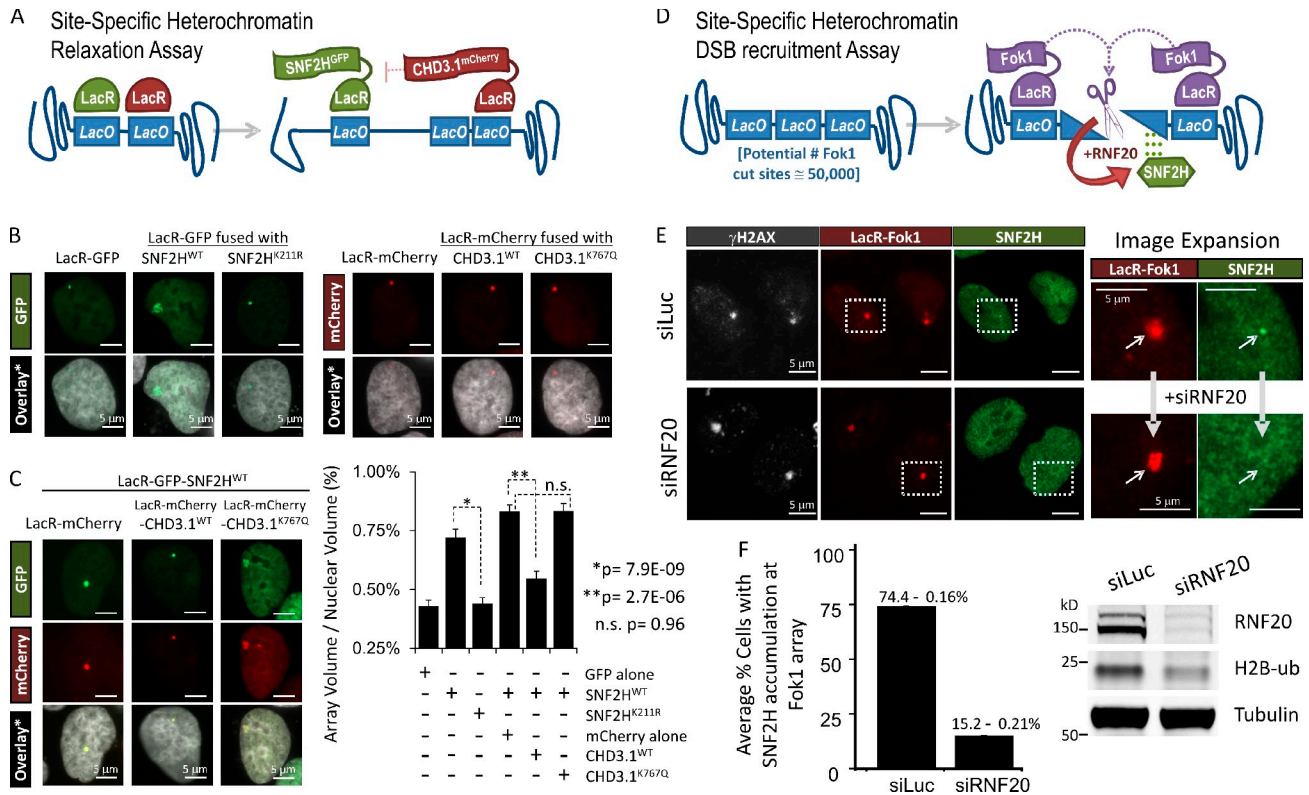 A Site-Specific Heterochromatin
Relaxation Assay
SNF2H^GFP
CHD3.1^mCherry
LacR LacR
LacR LacR
LacO LacO
LacO LacO LacO
D Site-Specific Heterochromatin
DSB recruitment Assay
Fok1 Fok1
LacR LacR
LacO LacO LacO
LacO LacO
[Potential # Fok1
cut sites ≅ 50,000]
+RNF20
SNF2H
B
LacR-GFP fused with
LacR-GFP SNF2H^WT SNF2H^K211R
GFP
Overlay*
5 μm 5 μm 5 μm
LacR-mCherry fused with
LacR-mCherry CHD3.1^WT CHD3.1^K767Q
mCherry
Overlay*
5 μm 5 μm 5 μm
C
LacR-GFP-SNF2H^WT
LacR-mCherry LacR-mCherry LacR-mCherry
-CHD3.1^WT -CHD3.1^K767Q
GFP
mCherry
Overlay*
5 μm 5 μm 5 μm
Array Volume / Nuclear Volume (%)
1.00%
0.75%
0.50%
0.25%
*
**
n.s.
*p= 7.9E-09
**p= 2.7E-06
n.s. p= 0.96
+ - - - - - GFP alone
- + - + + + SNF2H^WT
- - + - - - SNF2H^K211R
- - - + - - mCherry alone
- - - - + - CHD3.1^WT
- - - - - + CHD3.1^K767Q
E
γH2AX LacR-Fok1 SNF2H
Image Expansion
LacR-Fok1 SNF2H
siLuc
5 μm
5 μm
+siRNF20
siRNF20
5 μm
5 μm
F
Average % Cells with
SNF2H accumulation at
Fok1 array
100
75
50
25
0
74.4 - 0.16%
15.2 - 0.21%
siLuc siRNF20
siLuc siRNF20
kD
150
25
50
RNF20
H2B-ub
Tubulin